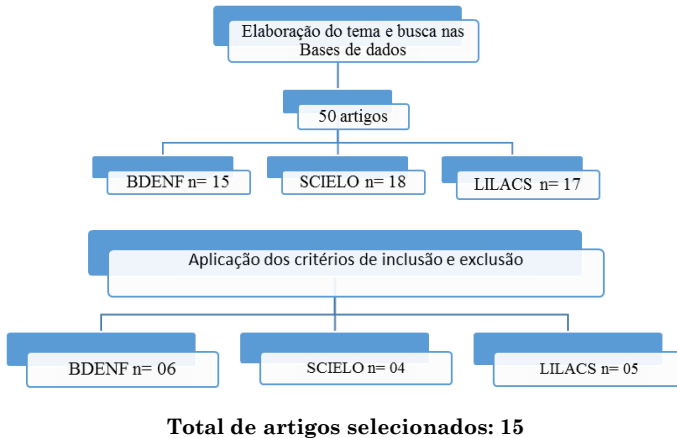 Elaboração do tema e busca nas
Bases de dados
50 artigos
BDENF n= 15
SCIELO n= 18
LILACS n= 17
Aplicação dos critérios de inclusão e exclusão
BDENF n= 06
SCIELO n= 04
LILACS n= 05
Total de artigos selecionados: 15